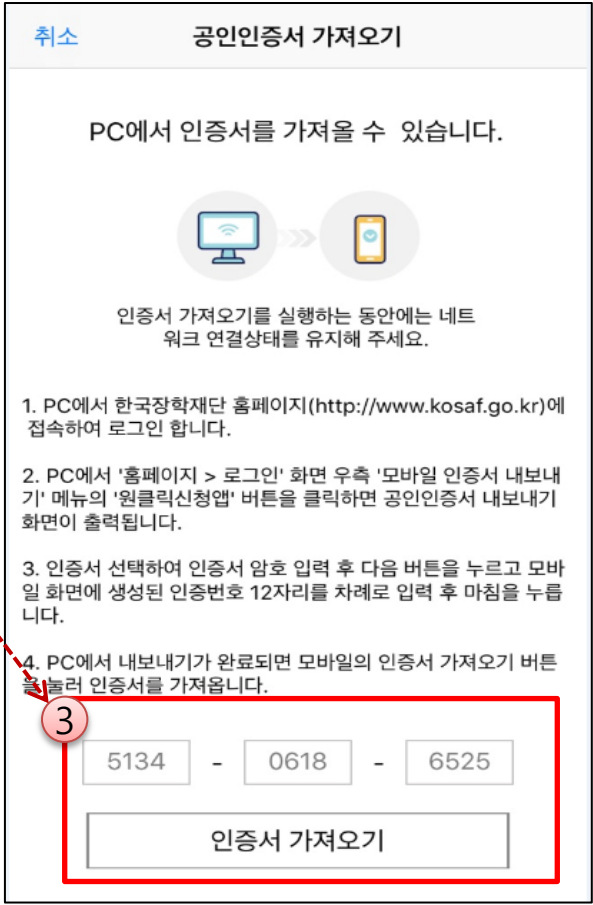 취소 공인인증서 가져오기
PC에서 인증서를 가져올 수 있습니다.
인증서 가져오기를 실행하는 동안에는 네트
워크 연결상태를 유지해 주세요.
1. PC에서 한국장학재단 홈페이지(http://www.kosaf.go.kr)에
접속하여 로그인 합니다.
2. PC에서 '홈페이지 > 로그인' 화면 우측 '모바일 인증서 내보내
기' 메뉴의 '원클릭신청앱' 버튼을 클릭하면 공인인증서 내보내기
화면이 출력됩니다.
3. 인증서 선택하여 인증서 암호 입력 후 다음 버튼을 누르고 모바
일 화면에 생성된 인증번호 12자리를 차례로 입력 후 마침을 누릅
니다.
4. PC에서 내보내기가 완료되면 모바일의 인증서 가져오기 버튼
을 눌러 인증서를 가져옵니다.
3
5134 - 0618 - 6525
인증서 가져오기